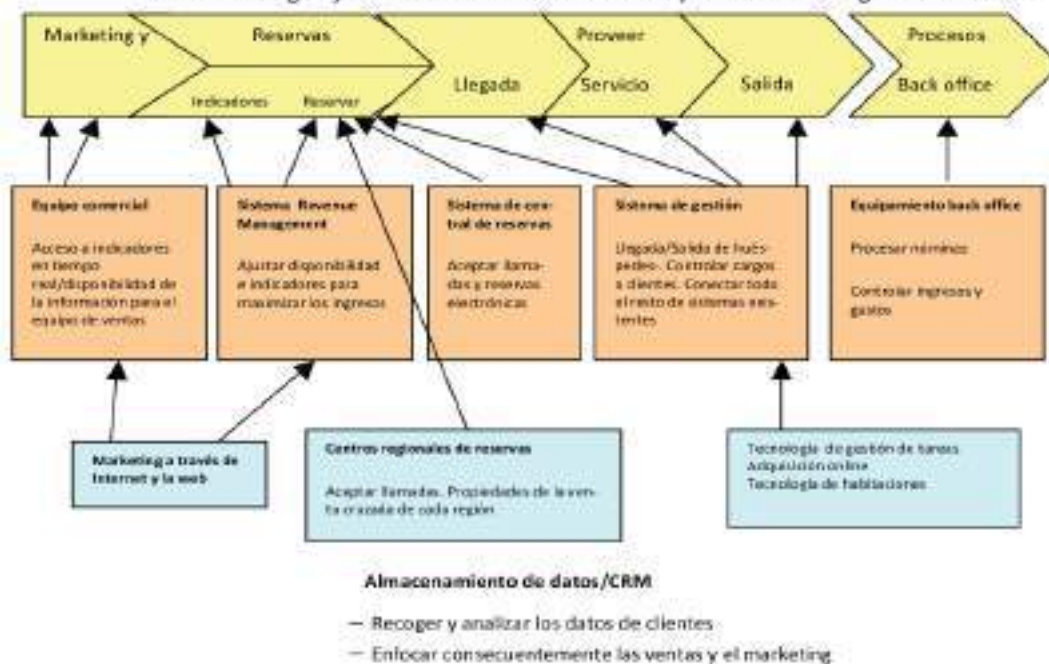 Marketing y
Reservas
Indicadores
Reservar
Llegada
Proveer
Servicio
Salida
Procesos
Back office
Equipo comercial
Acceso a indicadores
en tiempo
real/disponibilidad de
la información para el
equipo de ventas
Sistema Revenue
Management
Ajustar disponibilidad
e indicadores para
maximizar los ingresos
Sistema de cen-
tral de reservas
Aceptar llama-
das y reservas
electrónicas
Sistema de gestión
Llegada/Salida de hués-
pedes. Controlar cargos
a clientes. Conectar todo
el resto de sistemas exis-
tentes
Equipamiento back office
Procesar nóminas
Controlar ingresos y
gastos
Marketing a través de
Internet y la web
Centros regionales de reservas
Aceptar llamadas. Propiedades de la ven-
ta cruzada de cada región
Tecnología de gestión de tareas
Adquisición online
Tecnología de habitaciones
Almacenamiento de datos/CRM
— Recoger y analizar los datos de clientes
— Enfocar consecuentemente las ventas y el marketing